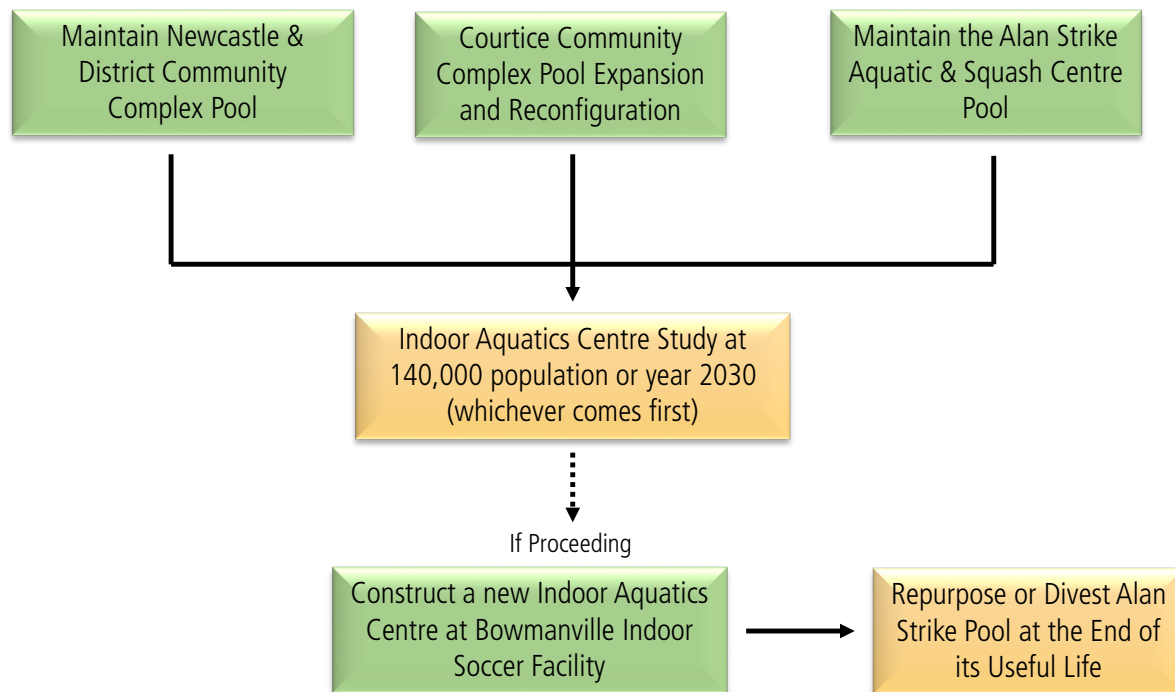 Maintain Newcastle &
District Community
Complex Pool
Courtice Community
Complex Pool Expansion
and Reconfiguration
Maintain the Alan Strike
Aquatic & Squash Centre
Pool
Indoor Aquatics Centre Study at
140,000 population or year 2030
(whichever comes first)
If Proceeding
Construct a new Indoor Aquatics
Centre at Bowmanville Indoor
Soccer Facility
Repurpose or Divest Alan
Strike Pool at the End of
its Useful Life